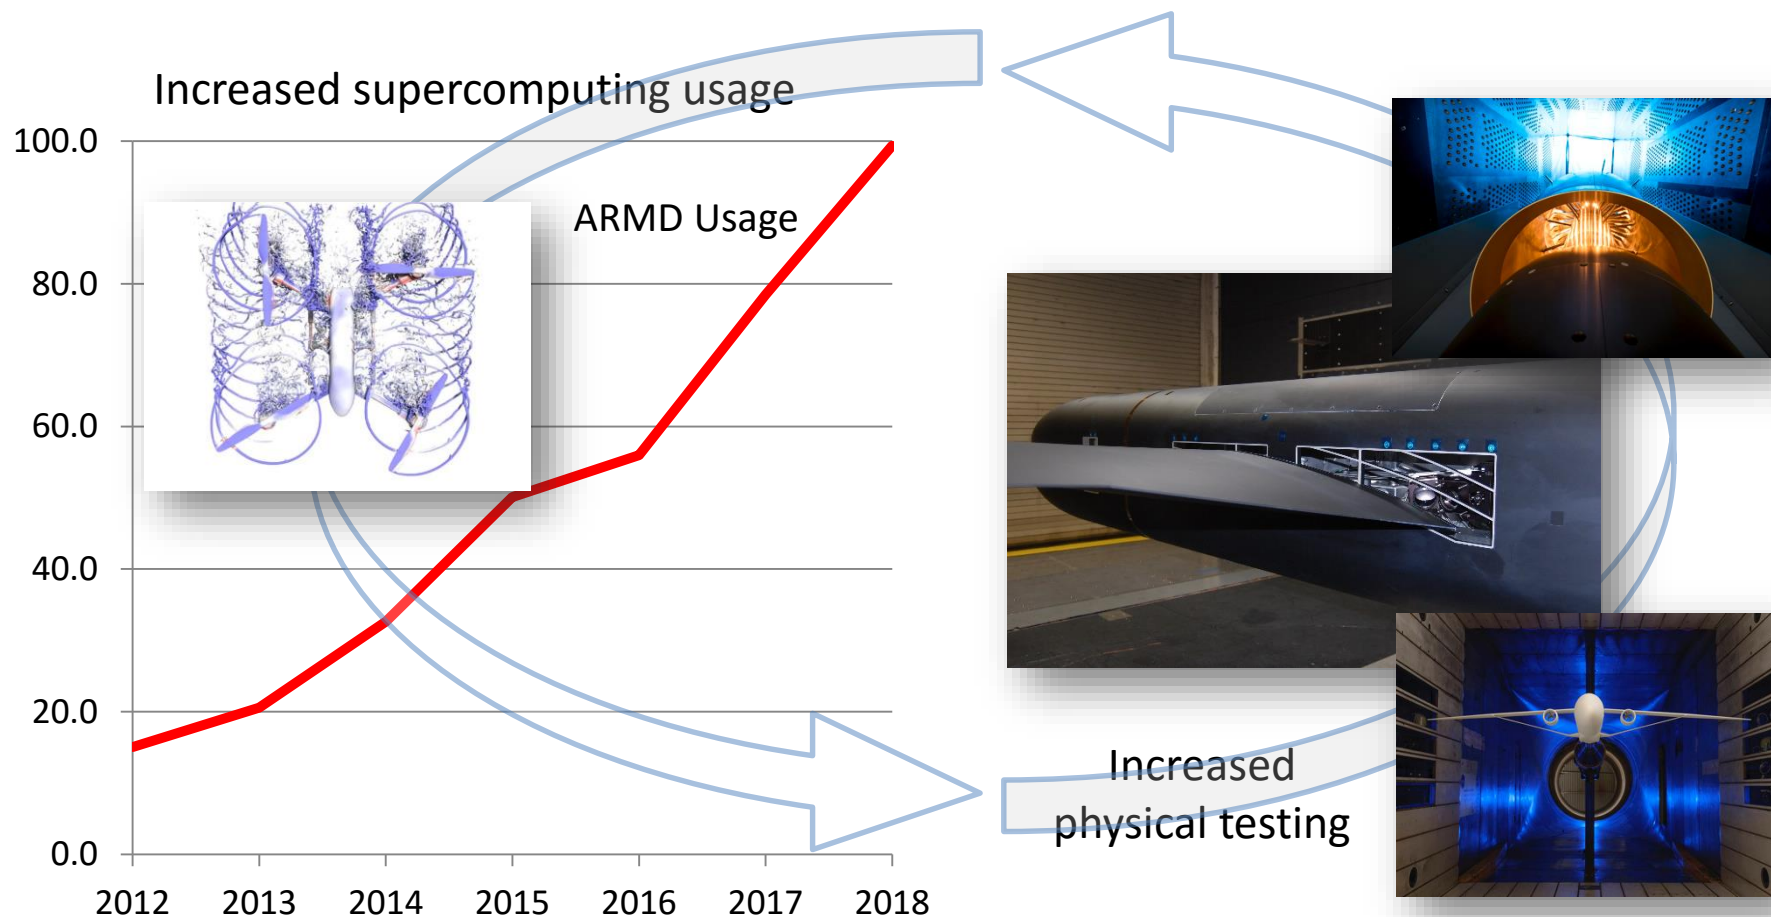 Increased supercomputing usage
100.0
ARMD Usage
80.0
60.0
40.0
20.0
0.0
2012 2013 2014 2015 2016 2017 2018
Increased
physical testing